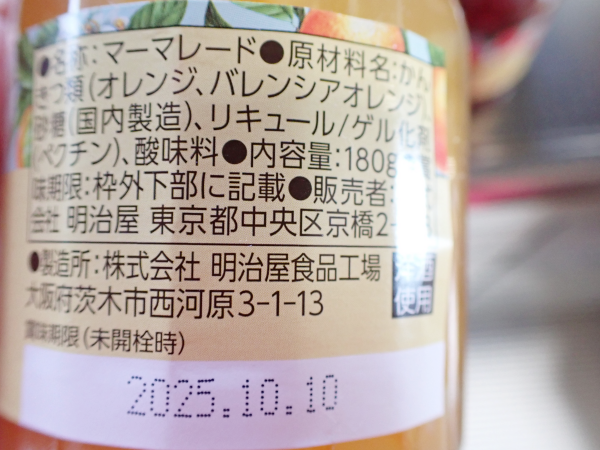 ●名称:マーマレード●原材料名:かん
きつ類(オレンジ、バレンシアオレンジ)、
砂糖(国内製造)、リキュール/ゲル化剤
(ペクチン)、酸味料●内容量:180g
味期限:枠外下部に記載●販売者:
会社 明治屋 東京都中央区京橋2-
●製造所:株式会社 明治屋食品工場
大阪府茨木市西河原3-1-13
使用
賞味期限(未開栓時)
2025.10.10